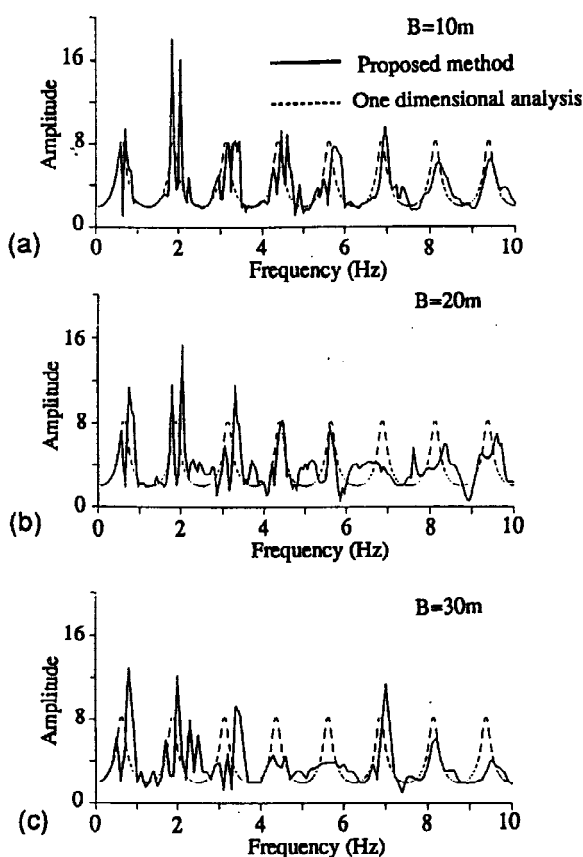 B=10m
16
Proposed method
One dimensional analysis
8
Amplitude
0
0 2 4 6 8 10
(a)
Frequency (Hz)
B=20m
16
8
Amplitude
0
0 2 4 6 8 10
(b)
Frequency (Hz)
B=30m
16
8
Amplitude
0
0 2 4 6 8 10
(c)
Frequency (Hz)